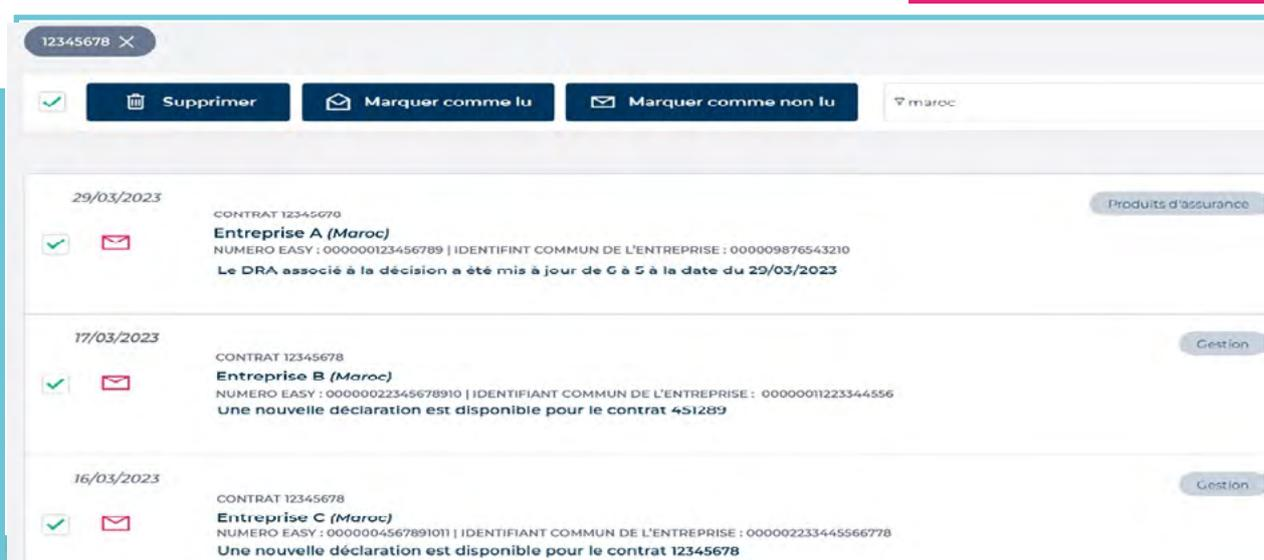 12345678
Supprimer
Marquer comme lu
Marquer comme non lu
maroc
29/03/2023
Produits d'assurance
CONTRAT 12345678
Entreprise A (Maroc)
NUMERO EASY : 000000123456789 | IDENTIFINT COMMUN DE L'ENTREPRISE : 000009876543210
Le DRA associé à la décision a été mis à jour de 6 à 5 à la date du 29/03/2023
17/03/2023
Gestion
CONTRAT 12345678
Entreprise B (Maroc)
NUMERO EASY : 00000022345678910 | IDENTIFIANT COMMUN DE L'ENTREPRISE : 00000011223344556
Une nouvelle déclaration est disponible pour le contrat 451289
16/03/2023
Gestion
CONTRAT 12345678
Entreprise C (Maroc)
NUMERO EASY : 0000004567891011 | IDENTIFIANT COMMUN DE L'ENTREPRISE : 000002233445566778
Une nouvelle déclaration est disponible pour le contrat 12345678